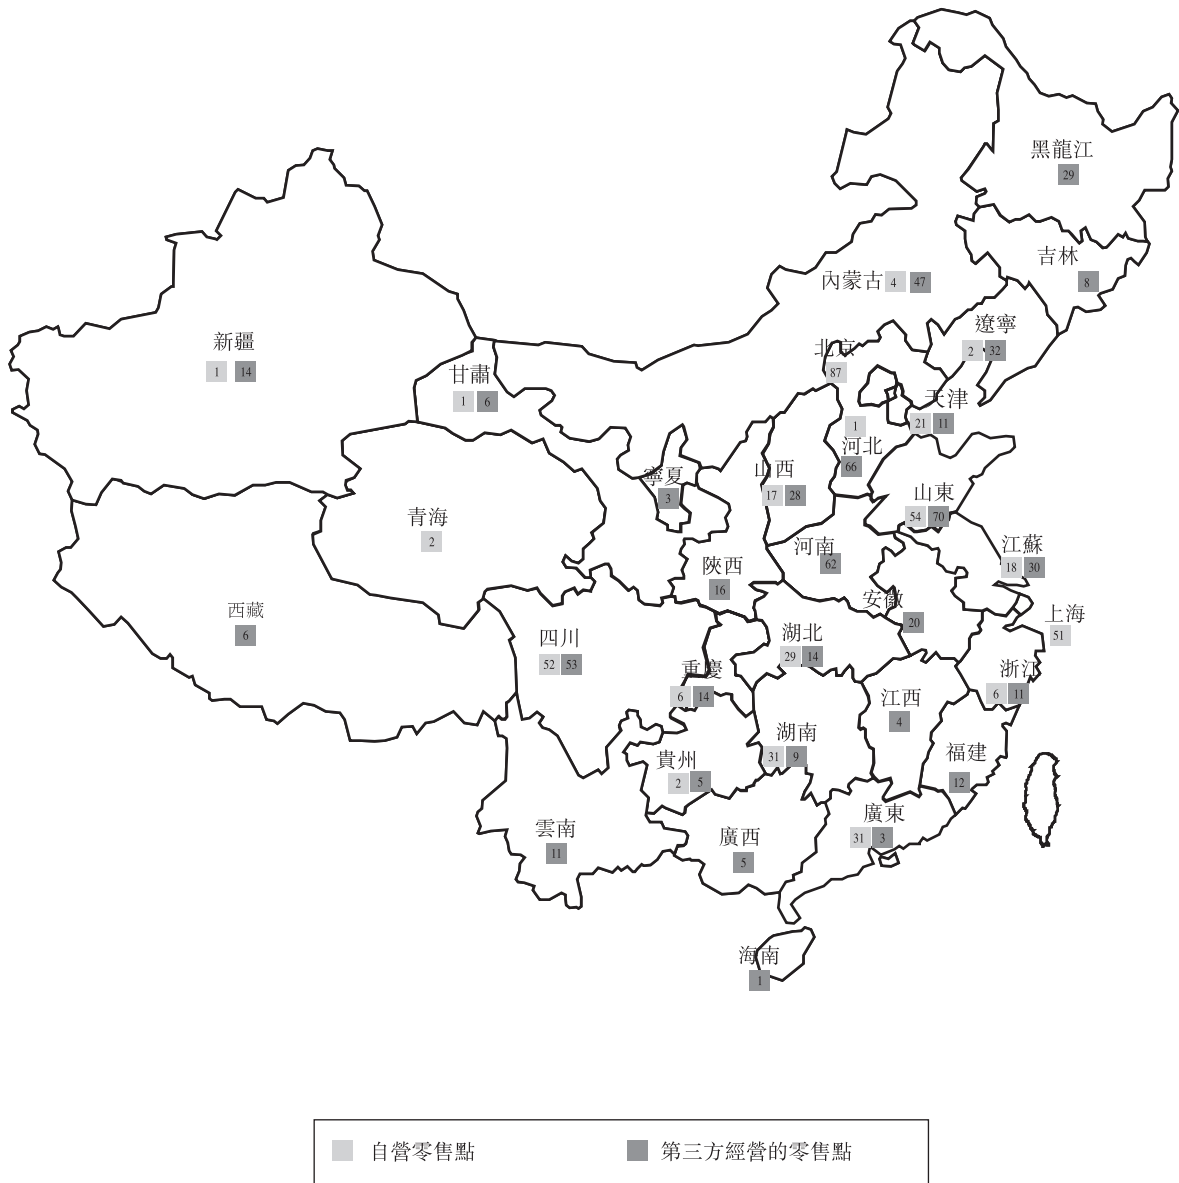 黑龍江
29
吉林
8
內蒙古 4 47
遼寧
2 32
新疆
1 14
北京
87
甘肅
1 6
天津
21 11
1
河北
66
山西
17 28
寧夏
3
山東
54 70
青海
2
江蘇
18 30
河南
62
陝西
16
安徽
20
西藏
6
上海
51
四川
52 53
湖北
29 14
重慶
6 14
浙江
6 11
江西
4
湖南
31 9
福建
12
貴州
2 5
廣東
31 3
雲南
11
廣西
5
海南
1
自營零售點 第三方經營的零售點